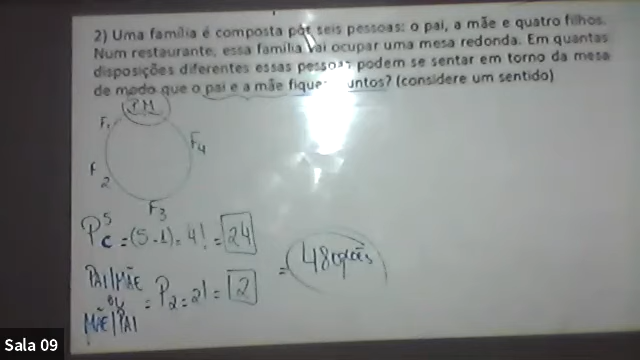 2) Uma família é composta por seis pessoas: o pai, a mãe e quatro filhos.
Num restaurante, essa família vai ocupar uma mesa redonda. Em quantas
disposições diferentes essas pessoas podem se sentar em torno da mesa
de modo que o pai e a mãe fiquem juntos? (considere um sentido)
PM
F1
F4
F2
F3
Pc5 = (5-1) = 4! = 24
PAI/MÃE
ou = P2 = 2! = 2 = 48 opções
MÃE/PAI
Sala 09